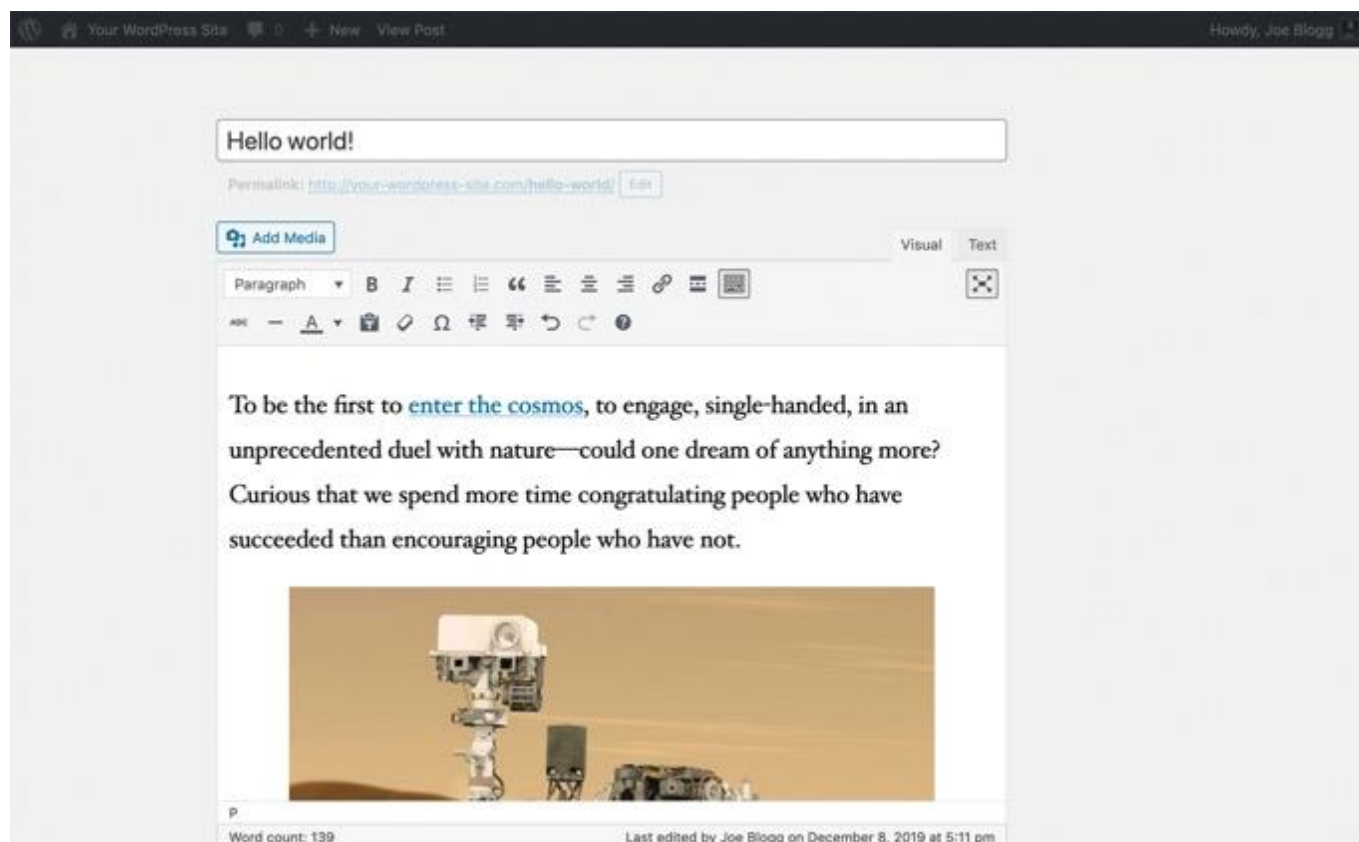 Your WordPress Site 0 + New View Post Howdy, Joe Blogg
Hello world!
Permalink: http://your-wordpress-site.com/hello-world/ Edit
Add Media
Visual Text
Paragraph B I
ABC A Ω
To be the first to enter the cosmos, to engage, single-handed, in an
unprecedented duel with nature—could one dream of anything more?
Curious that we spend more time congratulating people who have
succeeded than encouraging people who have not.
P
Word count: 139 Last edited by Joe Blogg on December 8, 2019 at 5:11 pm